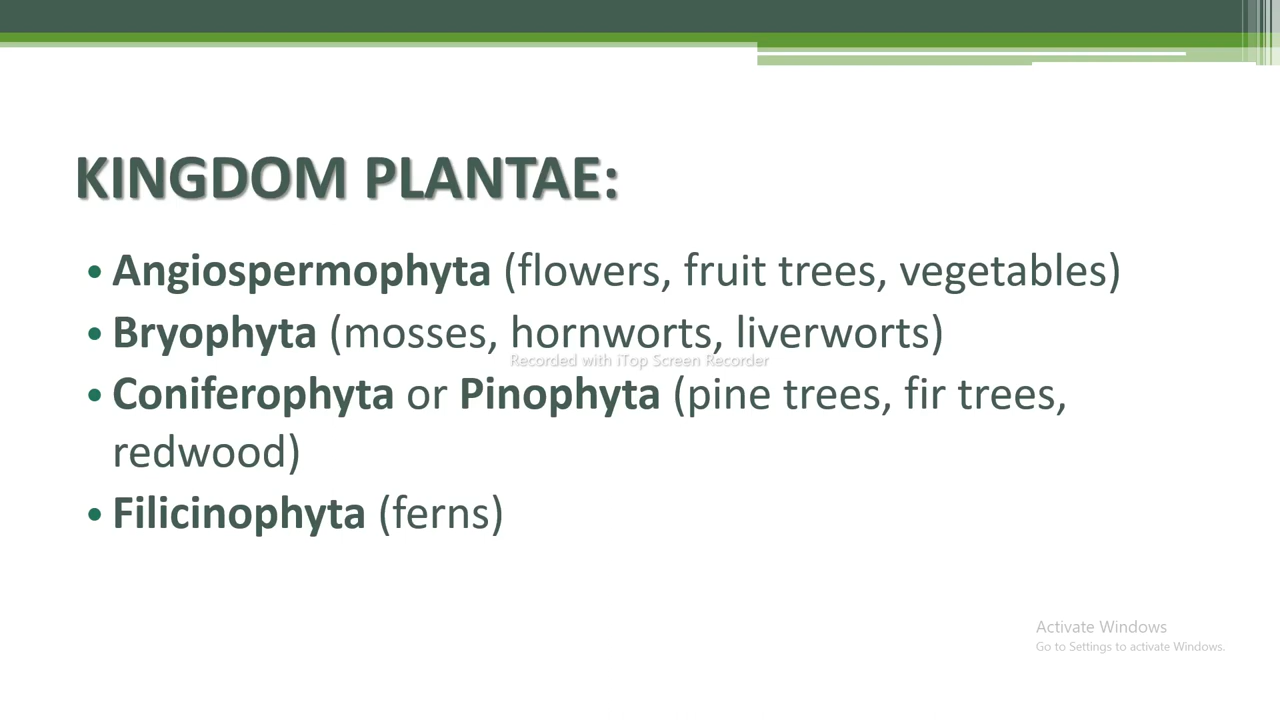 KINGDOM PLANTAE:
• Angiospermophyta (flowers, fruit trees, vegetables)
• Bryophyta (mosses, hornworts, liverworts)
Recorded with iTop Screen Recorder
• Coniferophyta or Pinophyta (pine trees, fir trees,
redwood)
• Filicinophyta (ferns)
Activate Windows
Go to Settings to activate Windows.